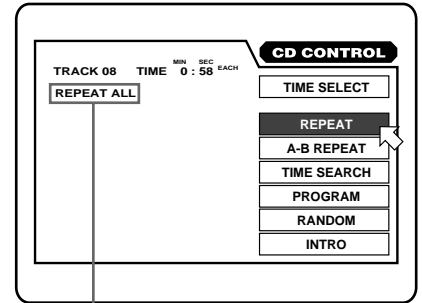 CD CONTROL
MIN SEC
TRACK 08 TIME 0 : 58 EACH
REPEAT ALL
TIME SELECT
REPEAT
A-B REPEAT
TIME SEARCH
PROGRAM
RANDOM
INTRO